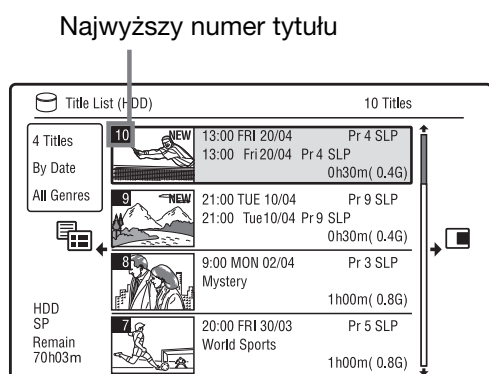 Najwyższy numer tytułu
Title List (HDD) 10 Titles
4 Titles
By Date
All Genres
10 NEW 13:00 FRI 20/04 Pr 4 SLP
13:00 Fri20/04 Pr 4 SLP
0h30m( 0.4G)
9 NEW 21:00 TUE 10/04 Pr 9 SLP
21:00 Tue10/04 Pr 9 SLP
0h30m( 0.4G)
8 9:00 MON 02/04 Pr 3 SLP
Mystery
1h00m( 0.8G)
7 20:00 FRI 30/03 Pr 5 SLP
World Sports
1h00m( 0.8G)
HDD
SP
Remain
70h03m